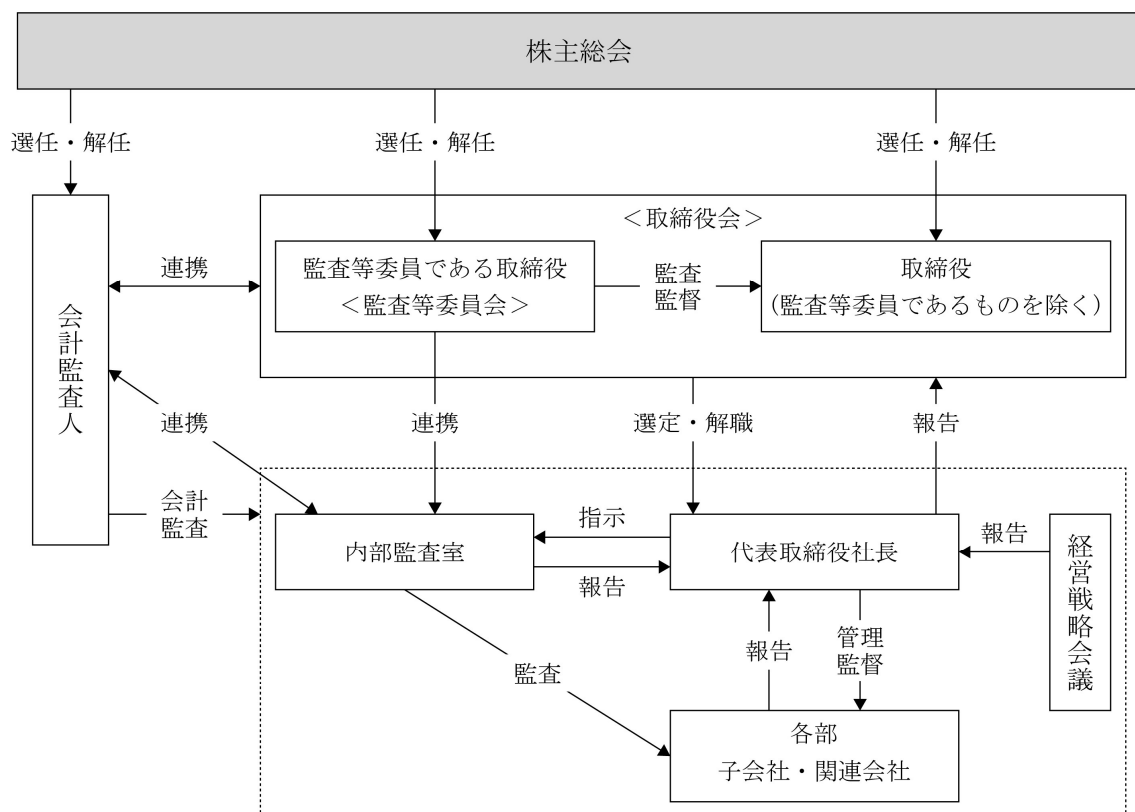 株主総会
選任・解任
選任・解任
選任・解任
＜取締役会＞
監査等委員である取締役
＜監査等委員会＞
監査
監督
取締役
（監査等委員であるものを除く）
連携
会計監査人
連携
連携
選定・解職
報告
会計
監査
内部監査室
指示
報告
代表取締役社長
報告
経営戦略会議
監査
報告
管理
監督
各部
子会社・関連会社